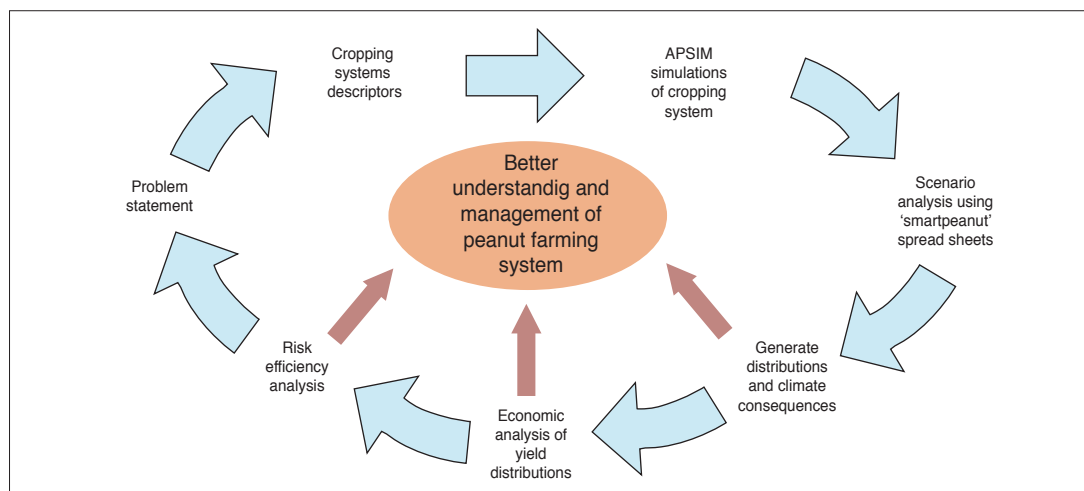 Cropping
systems
descriptors
APSIM
simulations
of cropping
system
Scenario
analysis using
‘smartpeanut’
spread sheets
Generate
distributions
and climate
consequences
Economic
analysis of
yield
distributions
Risk
efficiency
analysis
Problem
statement
Better
understandig and
management of
peanut farming
system